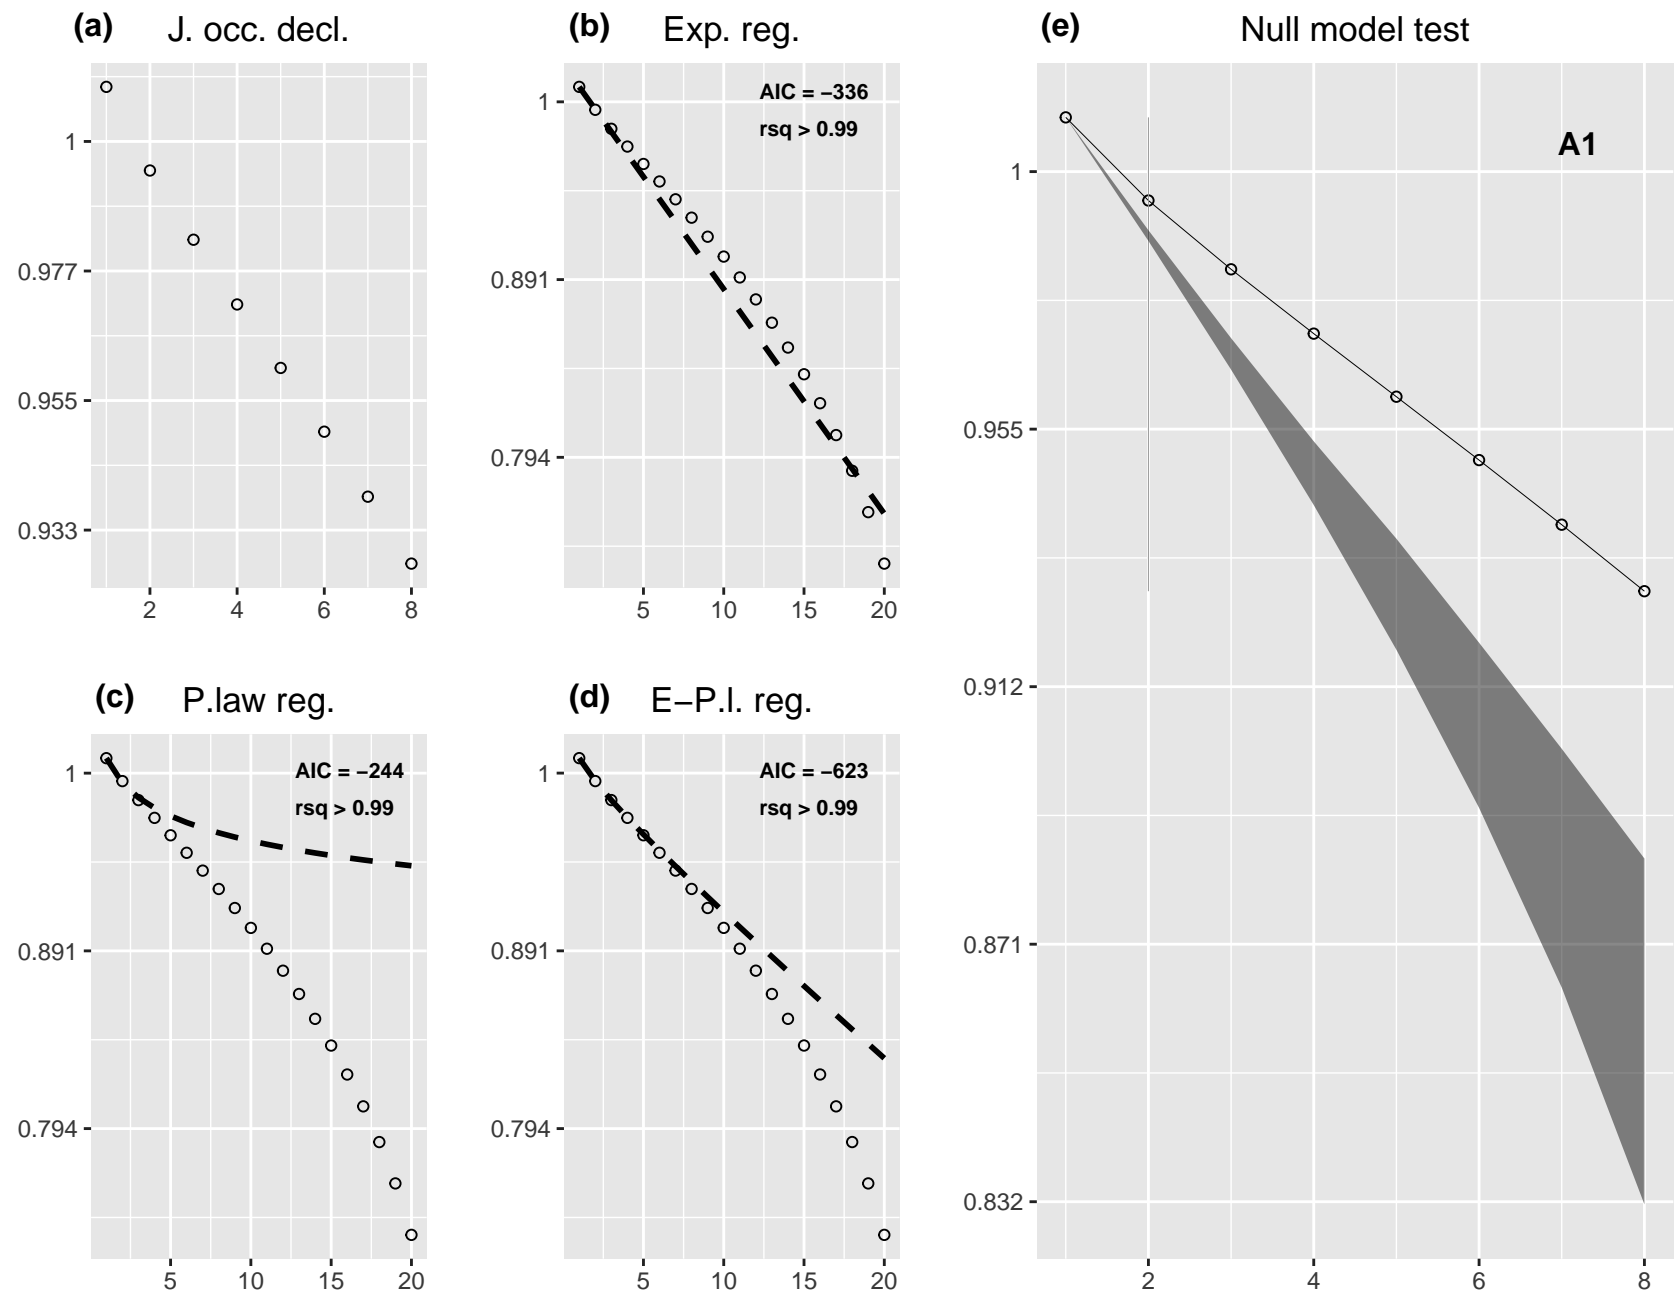 (a) J. occ. decl.
1
0.977
0.955
0.933
2 4 6 8
(b) Exp. reg.
AIC = −336
rsq > 0.99
1
0.891
0.794
5 10 15 20
(c) P.law reg.
AIC = −244
rsq > 0.99
1
0.891
0.794
5 10 15 20
(d) E−P.l. reg.
AIC = −623
rsq > 0.99
1
0.891
0.794
5 10 15 20
(e) Null model test
A1
1
0.955
0.912
0.871
0.832
2 4 6 8